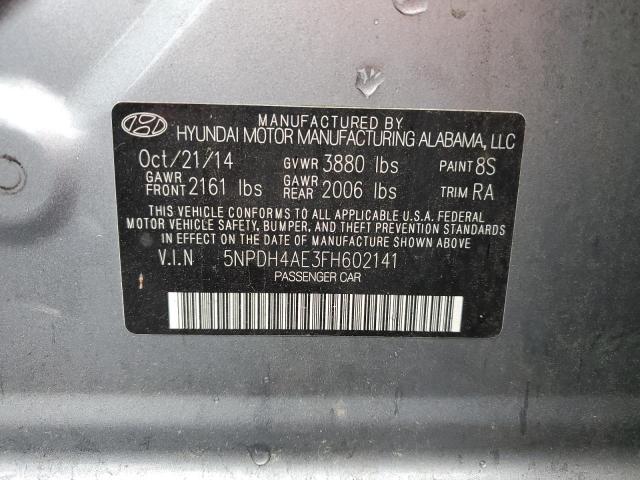 MANUFACTURED BY
HYUNDAI MOTOR MANUFACTURING ALABAMA, LLC
Oct/21/14 GVWR 3880 lbs PAINT 8S
GAWR FRONT 2161 lbs GAWR REAR 2006 lbs TRIM RA
THIS VEHICLE CONFORMS TO ALL APPLICABLE U.S.A. FEDERAL
MOTOR VEHICLE SAFETY, BUMPER, AND THEFT PREVENTION STANDARDS
IN EFFECT ON THE DATE OF MANUFACTURE SHOWN ABOVE
V.I.N 5NPDH4AE3FH602141
PASSENGER CAR